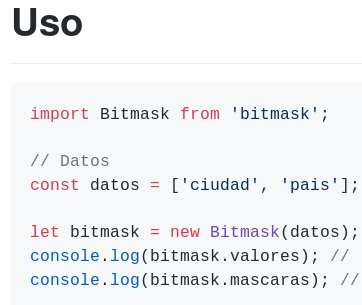 Uso
import Bitmask from 'bitmask';
// Datos
const datos = ['ciudad', 'pais'];
let bitmask = new Bitmask(datos);
console.log(bitmask.valores); //
console.log(bitmask.mascaras); //